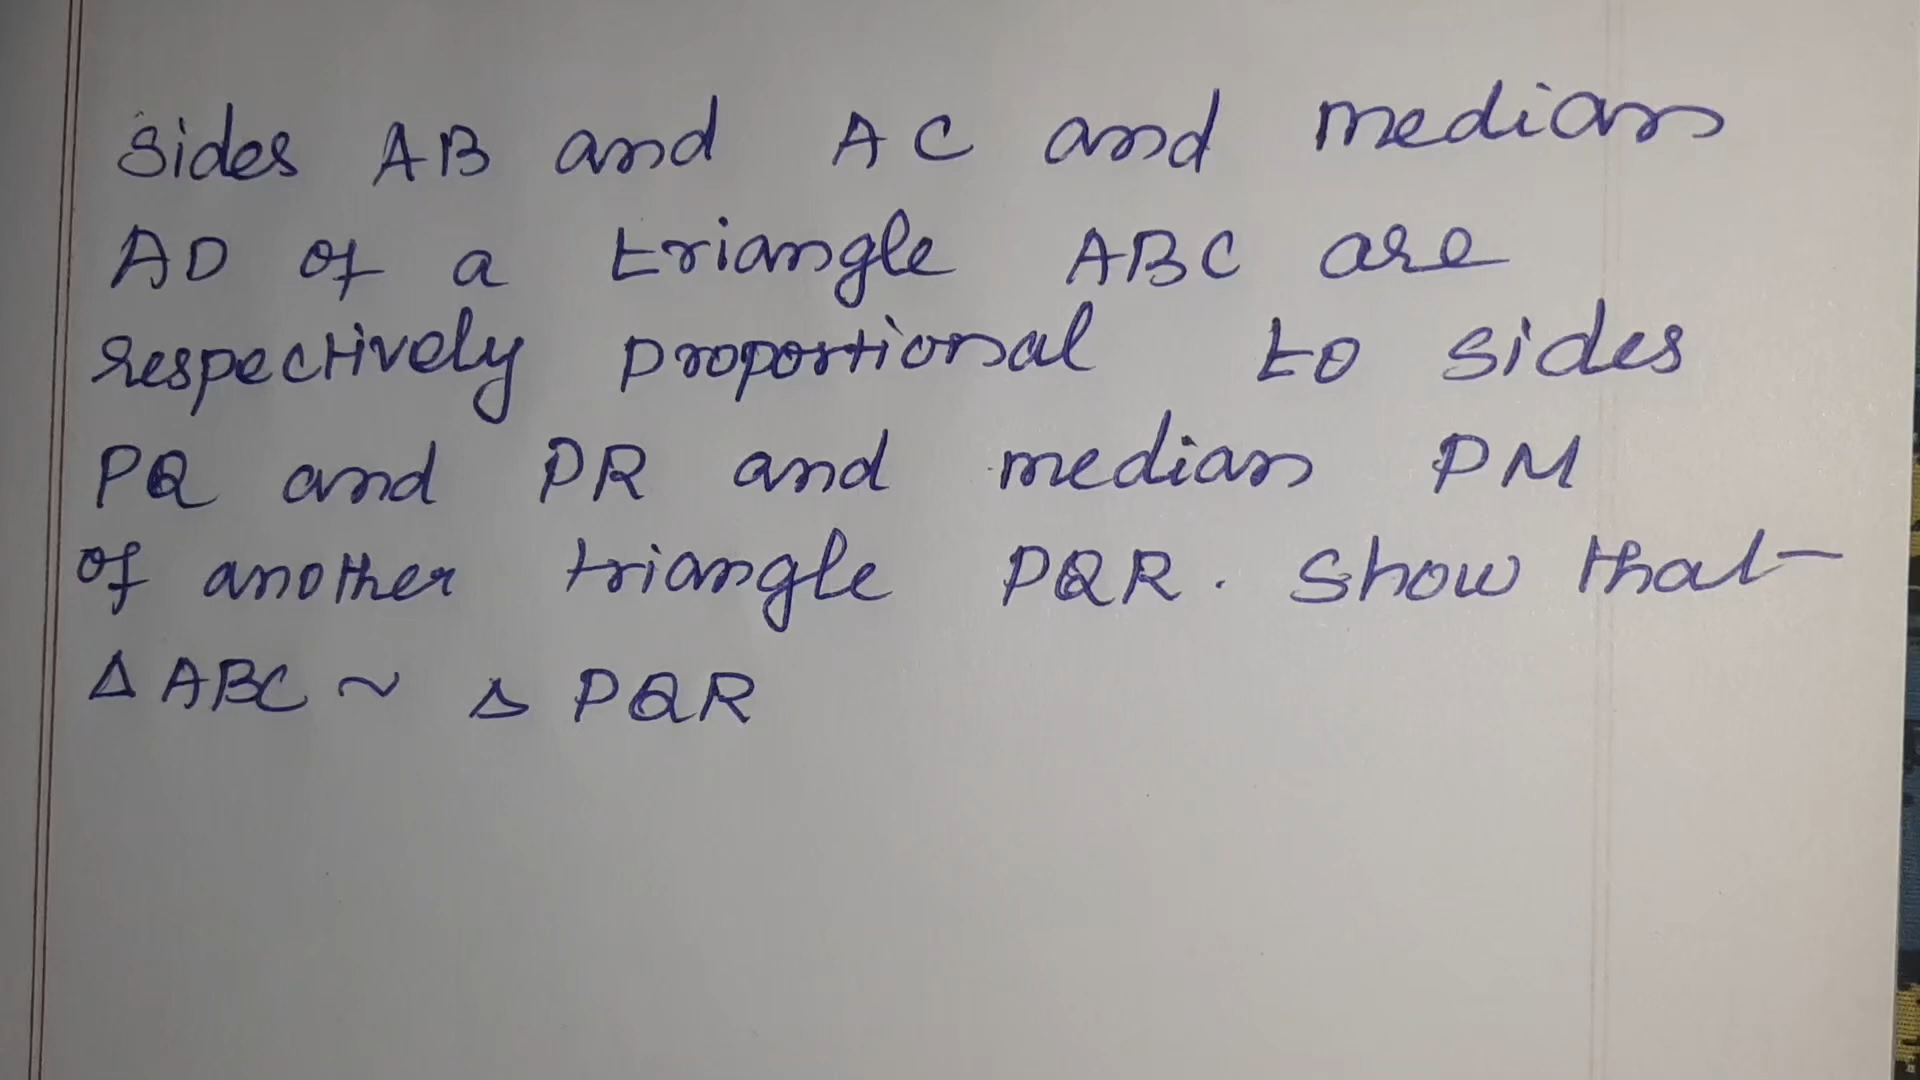 Sides AB and AC and median
AD of a triangle ABC are
respectively proportional to sides
PQ and PR and median PM
of another triangle PQR. Show that
Δ ABC ~ Δ PQR